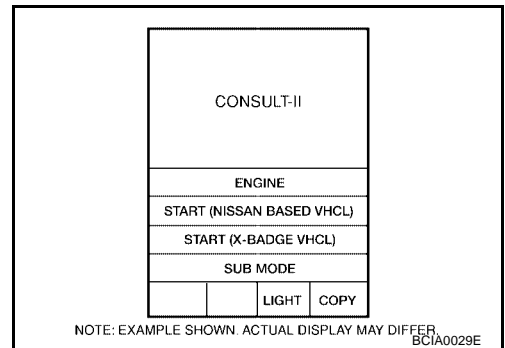 CONSULT-II
ENGINE
START (NISSAN BASED VHCL)
START (X-BADGE VHCL)
SUB MODE
LIGHT COPY
NOTE: EXAMPLE SHOWN. ACTUAL DISPLAY MAY DIFFER.
BCIA0029E